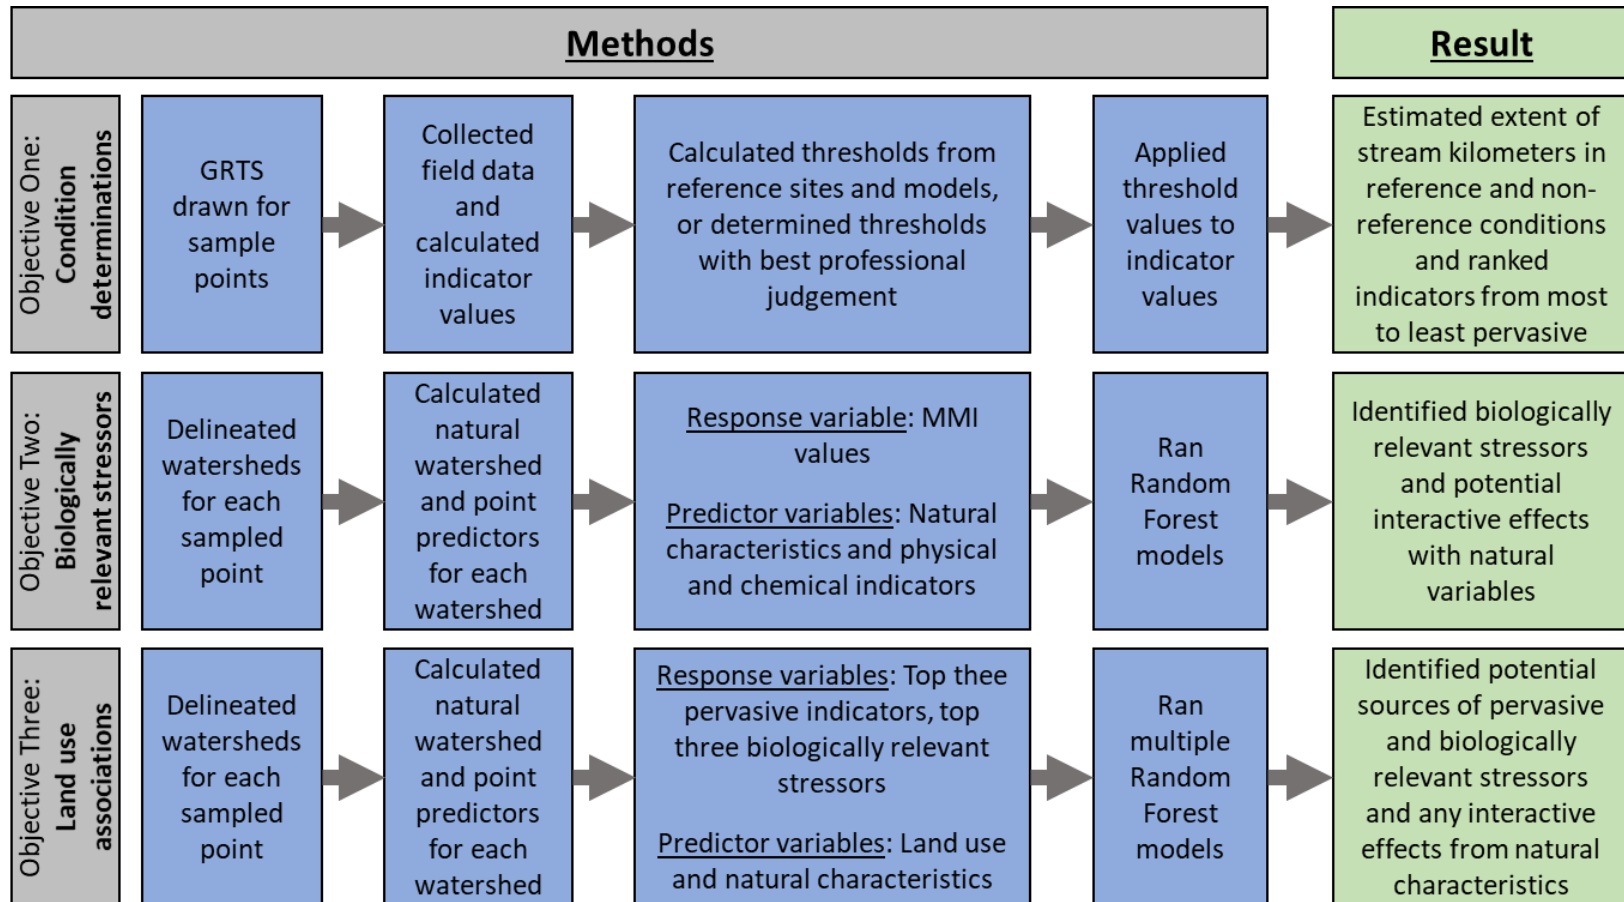 Methods
Result
Objective One:
Condition
determinations
GRTS
drawn for
sample
points
Collected
field data
and
calculated
indicator
values
Calculated thresholds from
reference sites and models,
or determined thresholds
with best professional
judgement
Applied
threshold
values to
indicator
values
Estimated extent of
stream kilometers in
reference and non-
reference conditions
and ranked
indicators from most
to least pervasive
Objective Two:
Biologically
relevant stressors
Delineated
watersheds
for each
sampled
point
Calculated
natural
watershed
and point
predictors
for each
watershed
Response variable: MMI
values
Predictor variables: Natural
characteristics and physical
and chemical indicators
Ran
Random
Forest
models
Identified biologically
relevant stressors
and potential
interactive effects
with natural
variables
Objective Three:
Land use
associations
Delineated
watersheds
for each
sampled
point
Calculated
natural
watershed
and point
predictors
for each
watershed
Response variables: Top thee
pervasive indicators, top
three biologically relevant
stressors
Predictor variables: Land use
and natural characteristics
Ran
multiple
Random
Forest
models
Identified potential
sources of pervasive
and biologically
relevant stressors
and any interactive
effects from natural
characteristics